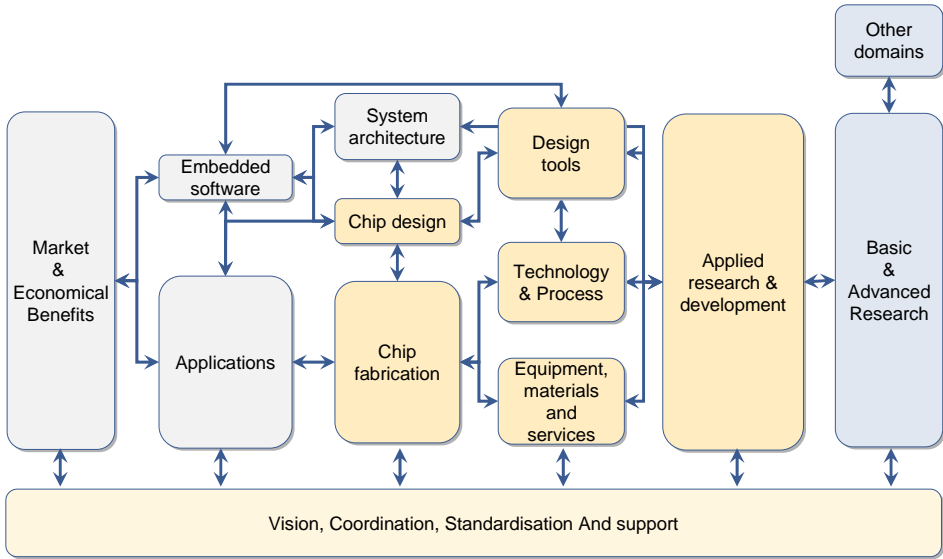 Other
domains
Market
&
Economical
Benefits
Embedded
software
System
architecture
Design
tools
Chip design
Applications
Chip
fabrication
Technology
& Process
Equipment,
materials
and
services
Applied
research &
development
Basic
&
Advanced
Research
Vision, Coordination, Standardisation And support